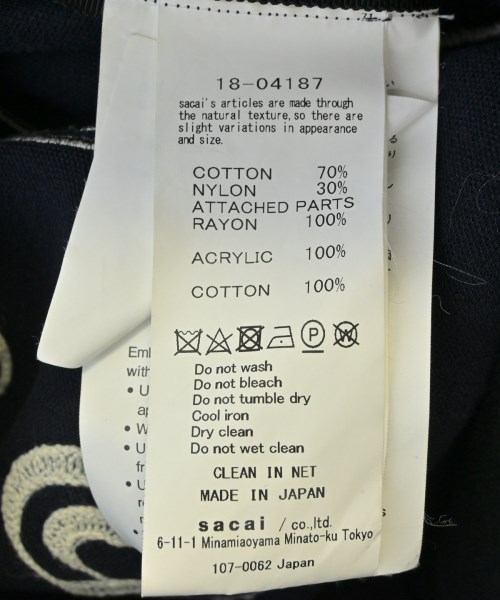 18-04187
sacai's articles are made through
the natural texture, so there are
slight variations in appearance
and size.
COTTON 70%
NYLON 30%
ATTACHED PARTS
RAYON 100%
ACRYLIC 100%
COTTON 100%
Do not wash
Do not bleach
Do not tumble dry
Cool iron
Dry clean
Do not wet clean
CLEAN IN NET
MADE IN JAPAN
sacai / co.,ltd.
6-11-1 Minamiaoyama Minato-ku Tokyo
107-0062 Japan